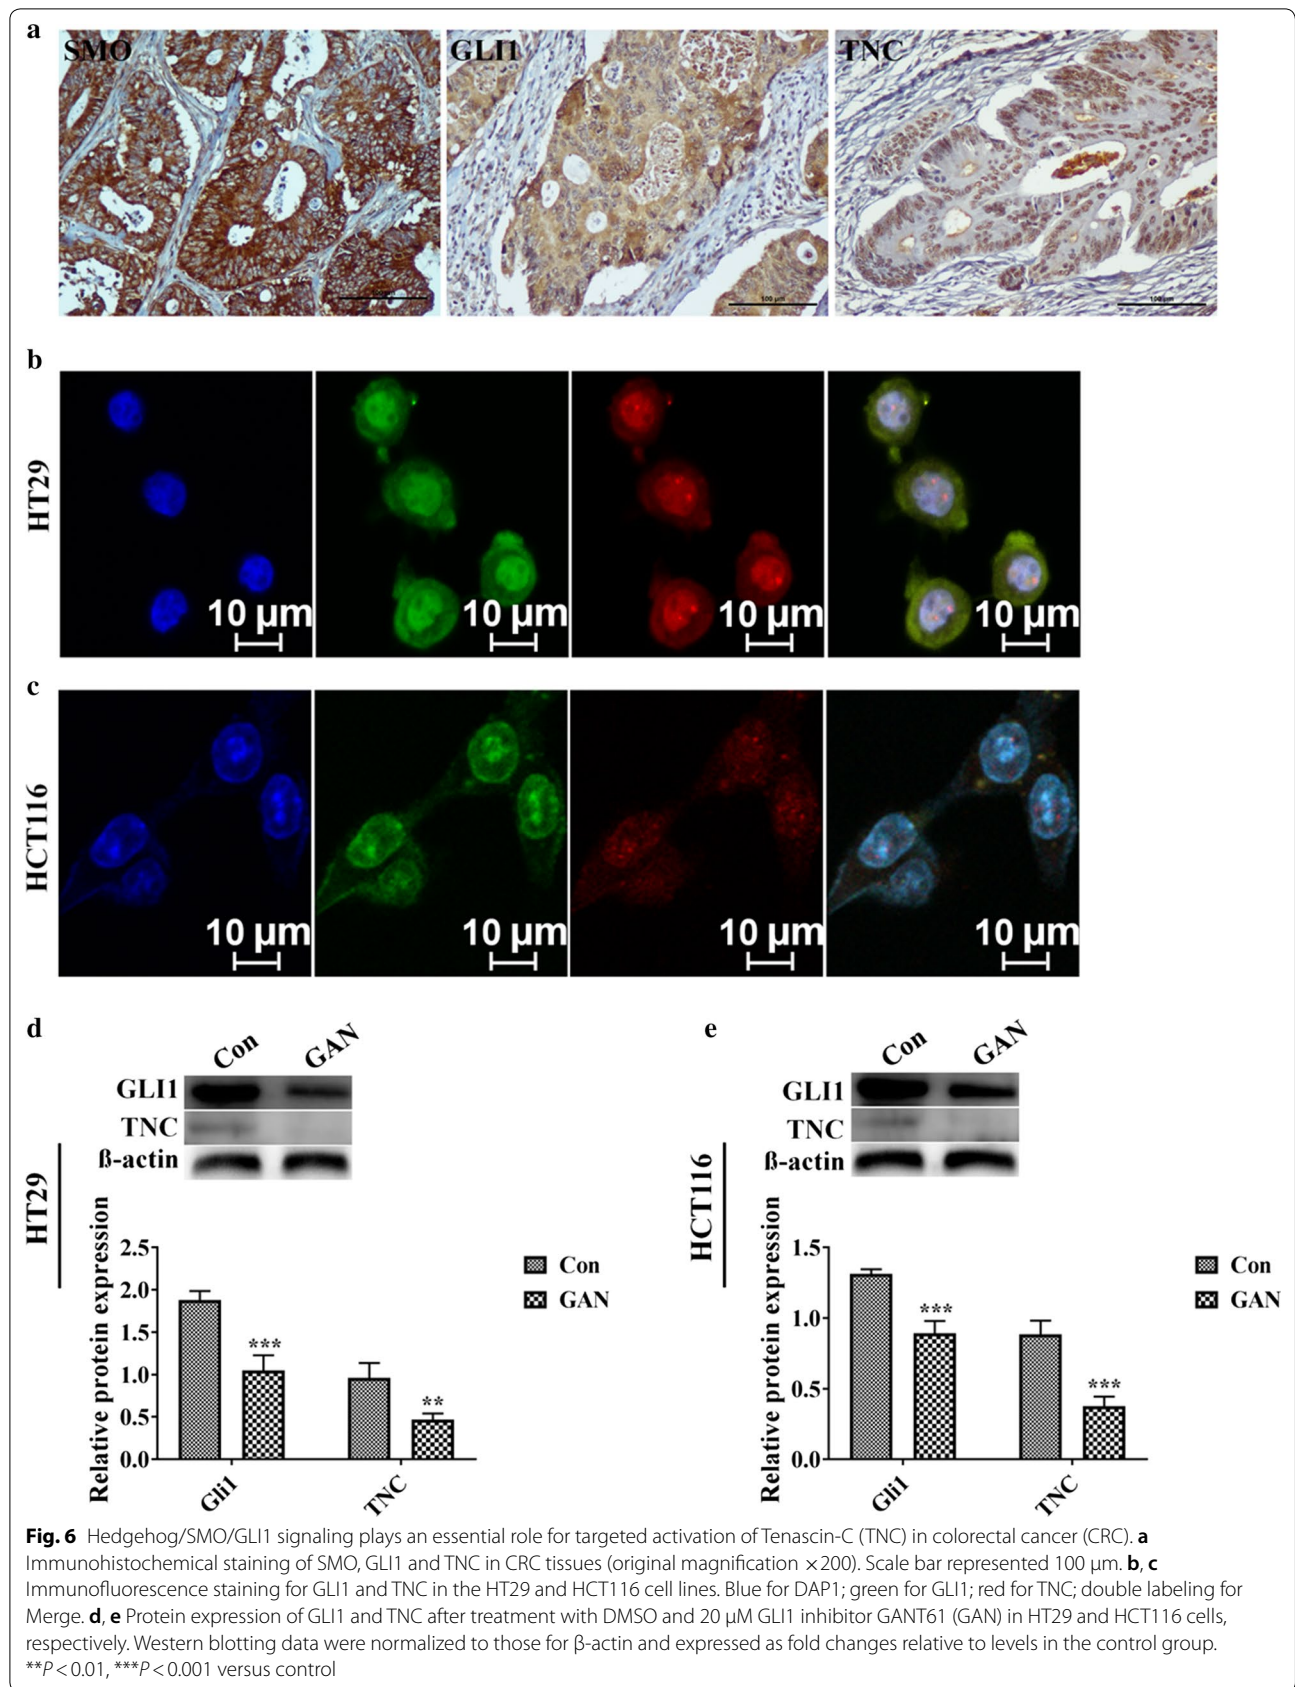 a
SMO GLI1 TNC
100 µm 100 µm
b
HT29
10 µm 10 µm 10 µm 10 µm
c
HCT116
10 µm 10 µm 10 µm 10 µm
d
Con GAN
GLI1
TNC
ß-actin
HT29
Relative protein expression
2.5
2.0
1.5
1.0
0.5
0.0
***
**
Gli1 TNC
Con
GAN
e
Con GAN
GLI1
TNC
ß-actin
HCT116
Relative protein expression
1.5
1.0
0.5
0.0
***
***
Gli1 TNC
Con
GAN
Fig. 6 Hedgehog/SMO/GLI1 signaling plays an essential role for targeted activation of Tenascin-C (TNC) in colorectal cancer (CRC). a
Immunohistochemical staining of SMO, GLI1 and TNC in CRC tissues (original magnification ×200). Scale bar represented 100 µm. b, c
Immunofluorescence staining for GLI1 and TNC in the HT29 and HCT116 cell lines. Blue for DAP1; green for GLI1; red for TNC; double labeling for
Merge. d, e Protein expression of GLI1 and TNC after treatment with DMSO and 20 µM GLI1 inhibitor GANT61 (GAN) in HT29 and HCT116 cells,
respectively. Western blotting data were normalized to those for β-actin and expressed as fold changes relative to levels in the control group.
**P < 0.01, ***P < 0.001 versus control